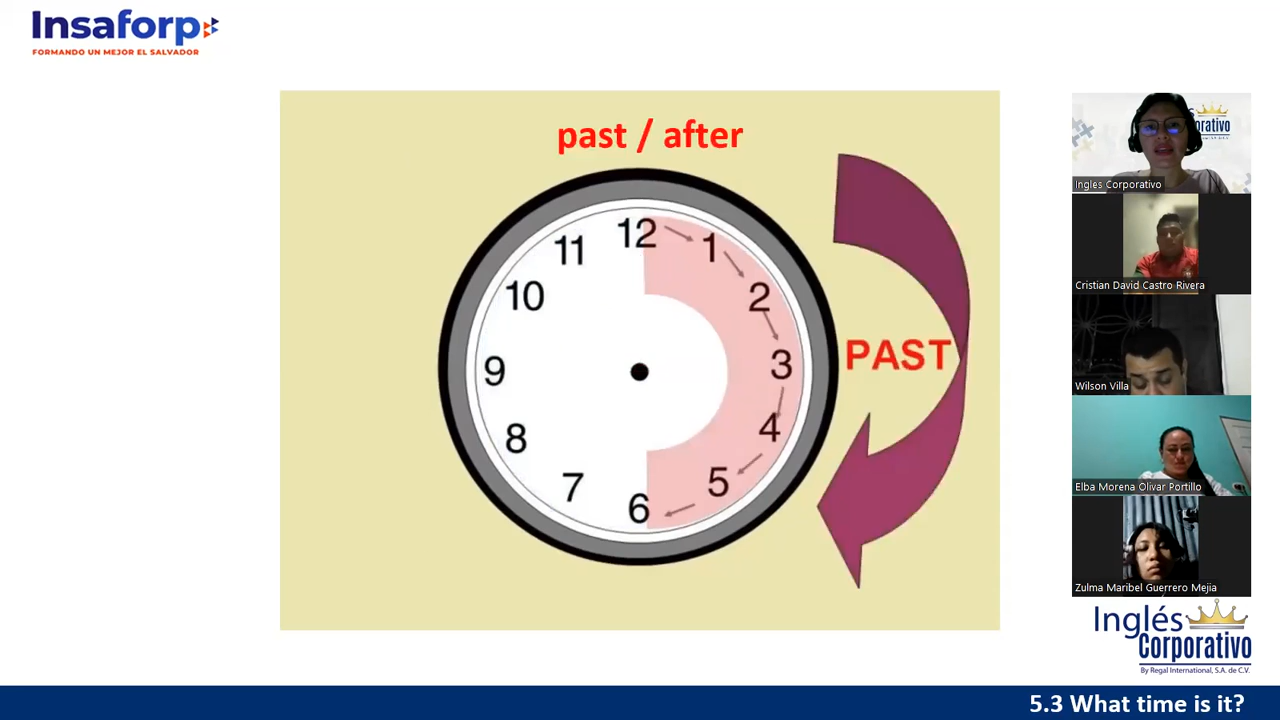 Insaforp
FORMANDO UN MEJOR EL SALVADOR
past / after
12
1
2
3
4
5
6
7
8
9
10
11
PAST
orativo
Ingles Corporativo
Cristian David Castro Rivera
Wilson Villa
Elba Morena Olivar Portillo
Zulma Maribel Guerrero Mejia
Inglés
Corporativo
By Regal International, S.A. de C.V.
5.3 What time is it?